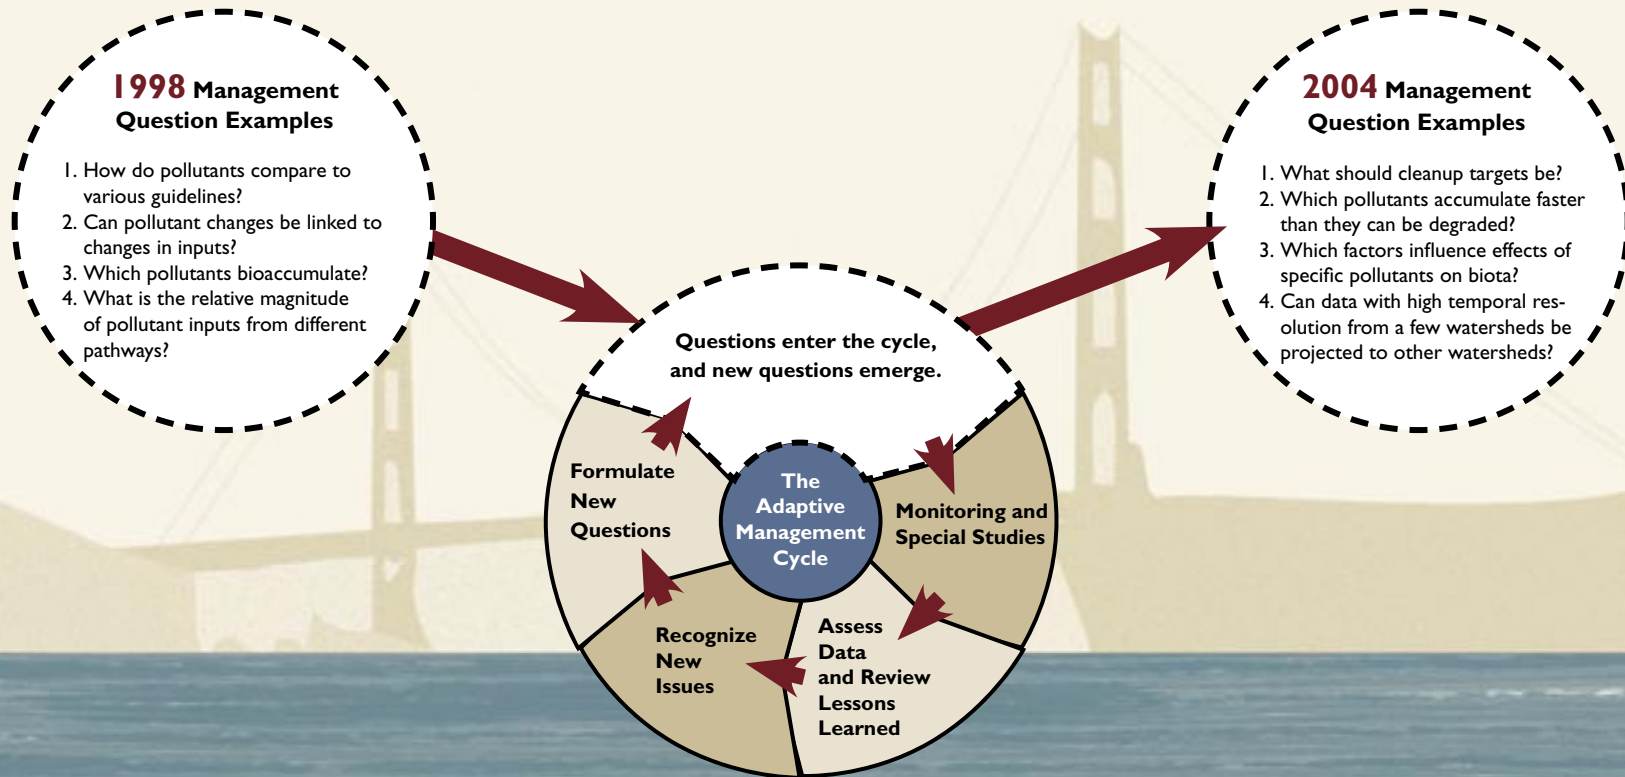 1998 Management
Question Examples
1. How do pollutants compare to
various guidelines?
2. Can pollutant changes be linked to
changes in inputs?
3. Which pollutants bioaccumulate?
4. What is the relative magnitude
of pollutant inputs from different
pathways?
2004 Management
Question Examples
1. What should cleanup targets be?
2. Which pollutants accumulate faster
than they can be degraded?
3. Which factors influence effects of
specific pollutants on biota?
4. Can data with high temporal res-
olution from a few watersheds be
projected to other watersheds?
Questions enter the cycle,
and new questions emerge.
The
Adaptive
Management
Cycle
Monitoring and
Special Studies
Assess
Data
and Review
Lessons
Learned
Recognize
New
Issues
Formulate
New
Questions